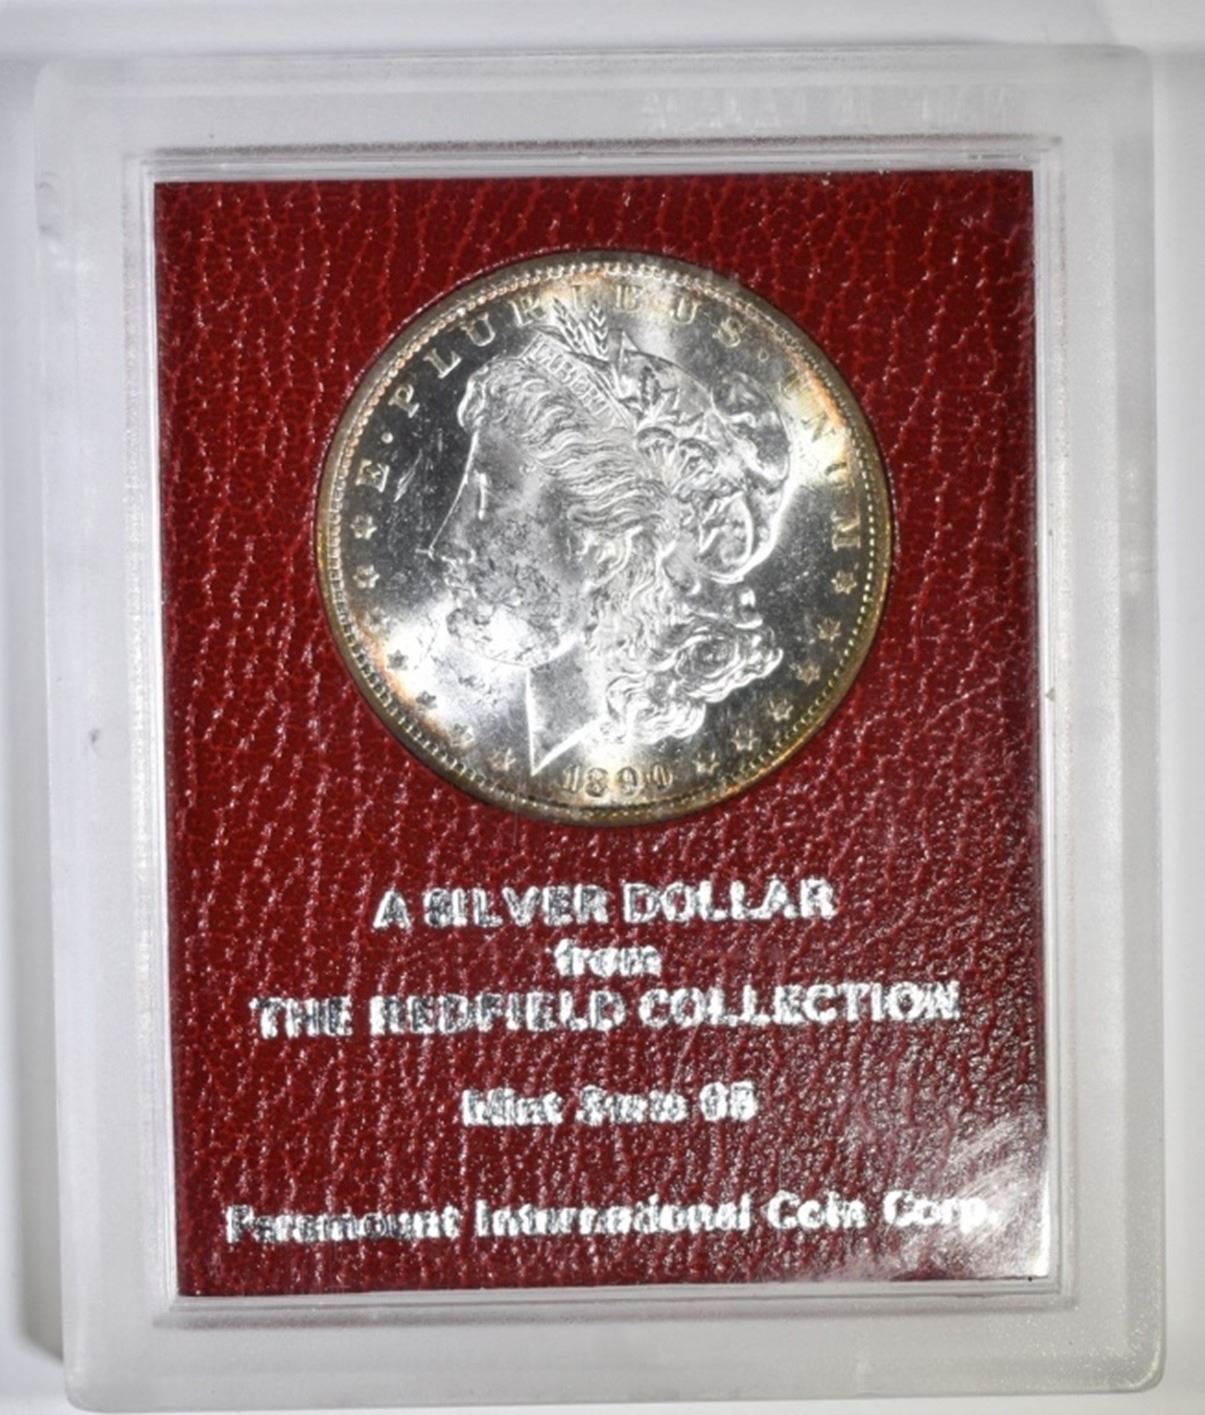 E · PLURIBUS · UNUM
LIBERTY
1890
A SILVER DOLLAR
from
THE REDFIELD COLLECTION
Mint State 65
Paramount International Coin Corp.